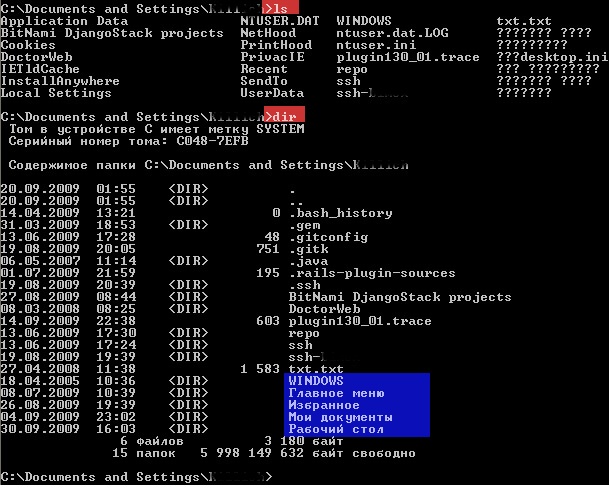 C:\Documents and Settings\>ls
Application Data NTUSER.DAT WINDOWS txt.txt
BitNami DjangoStack projects NetHood ntuser.dat.LOG ??????? ????
Cookies PrintHood ntuser.ini ?????????
DoctorWeb PrivacIE plugin130_01.trace ???desktop.ini
IETldCache Recent repo ??? ?????????
InstallAnywhere SendTo ssh ??????? ????
Local Settings UserData ssh- ???????
C:\Documents and Settings\>dir
Том в устройстве C имеет метку SYSTEM
Серийный номер тома: C048-7EFB
Содержимое папки C:\Documents and Settings\
20.09.2009 01:55 <DIR> .
20.09.2009 01:55 <DIR> ..
14.04.2009 13:21 0 .bash_history
31.03.2009 18:53 <DIR> .gem
13.06.2009 17:28 48 .gitconfig
19.08.2009 20:05 751 .gitk
06.05.2007 11:14 <DIR> .java
01.07.2009 21:59 195 .rails-plugin-sources
19.08.2009 20:39 <DIR> .ssh
27.08.2009 08:44 <DIR> BitNami DjangoStack projects
08.03.2008 08:25 <DIR> DoctorWeb
14.09.2009 22:38 603 plugin130_01.trace
13.06.2009 17:30 <DIR> repo
13.06.2009 17:24 <DIR> ssh
19.08.2009 19:39 <DIR> ssh-
27.04.2008 11:38 1 583 txt.txt
18.04.2005 10:36 <DIR> WINDOWS
08.07.2009 10:39 <DIR> Главное меню
26.08.2009 19:39 <DIR> Избранное
04.09.2009 23:02 <DIR> Мои документы
30.09.2009 16:03 <DIR> Рабочий стол
6 файлов 3 180 байт
15 папок 5 998 149 632 байт свободно
C:\Documents and Settings\>